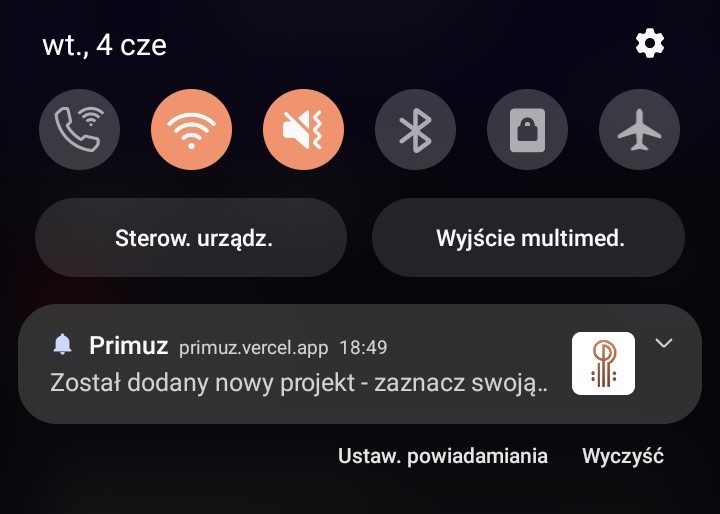 wt., 4 cze
Sterow. urządz.
Wyjście multimed.
Primuz primuz.vercel.app 18:49
Został dodany nowy projekt - zaznacz swoją..
Ustaw. powiadamiania
Wyczyść